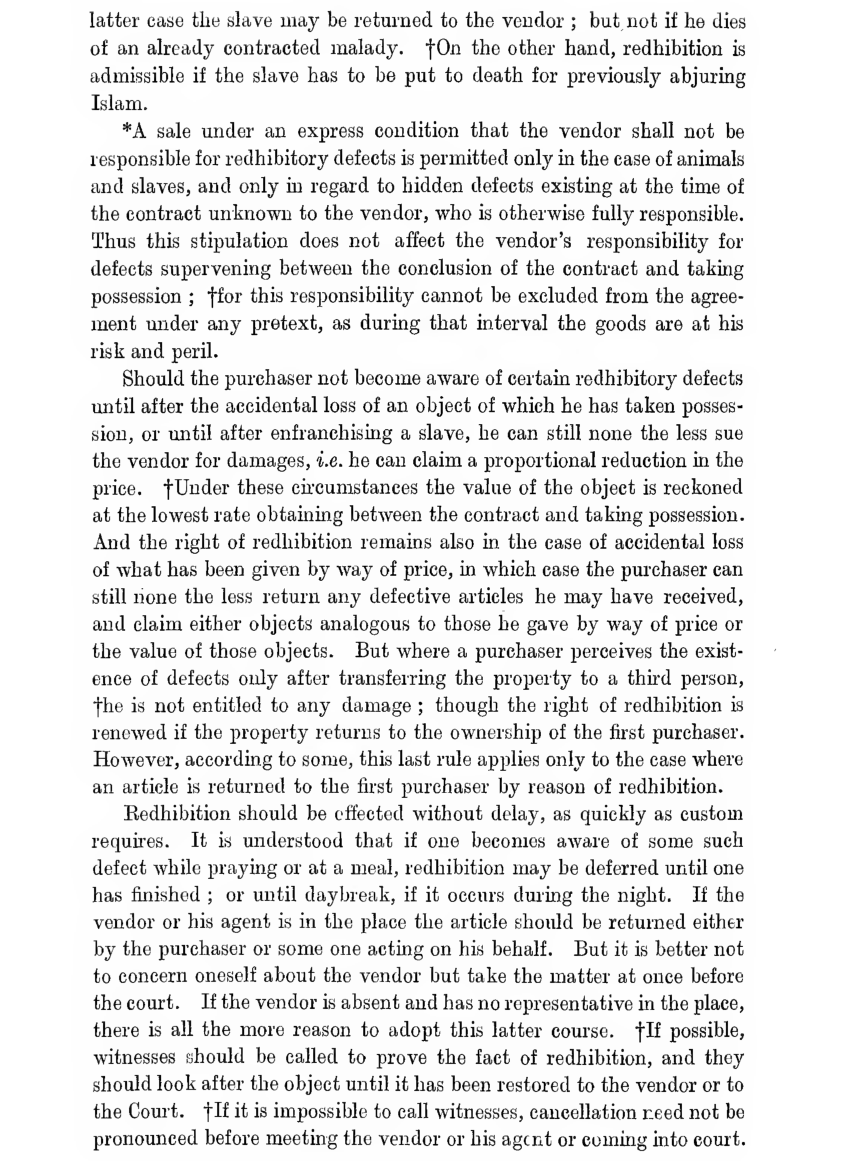 latter case the slave may be returned to the vendor ; but not if he dies
of an already contracted malady. †On the other hand, redhibition is
admissible if the slave has to be put to death for previously abjuring
Islam.
*A sale under an express condition that the vendor shall not be
responsible for redhibitory defects is permitted only in the case of animals
and slaves, and only in regard to hidden defects existing at the time of
the contract unknown to the vendor, who is otherwise fully responsible.
Thus this stipulation does not affect the vendor's responsibility for
defects supervening between the conclusion of the contract and taking
possession ; †for this responsibility cannot be excluded from the agree-
ment under any pretext, as during that interval the goods are at his
risk and peril.
Should the purchaser not become aware of certain redhibitory defects
until after the accidental loss of an object of which he has taken posses-
sion, or until after enfranchising a slave, he can still none the less sue
the vendor for damages, i.e. he can claim a proportional reduction in the
price. †Under these circumstances the value of the object is reckoned
at the lowest rate obtaining between the contract and taking possession.
And the right of redhibition remains also in the case of accidental loss
of what has been given by way of price, in which case the purchaser can
still none the less return any defective articles he may have received,
and claim either objects analogous to those he gave by way of price or
the value of those objects. But where a purchaser perceives the exist-
ence of defects only after transferring the property to a third person,
†he is not entitled to any damage ; though the right of redhibition is
renewed if the property returns to the ownership of the first purchaser.
However, according to some, this last rule applies only to the case where
an article is returned to the first purchaser by reason of redhibition.
Redhibition should be effected without delay, as quickly as custom
requires. It is understood that if one becomes aware of some such
defect while praying or at a meal, redhibition may be deferred until one
has finished ; or until daybreak, if it occurs during the night. If the
vendor or his agent is in the place the article should be returned either
by the purchaser or some one acting on his behalf. But it is better not
to concern oneself about the vendor but take the matter at once before
the court. If the vendor is absent and has no representative in the place,
there is all the more reason to adopt this latter course. †If possible,
witnesses should be called to prove the fact of redhibition, and they
should look after the object until it has been restored to the vendor or to
the Court. †If it is impossible to call witnesses, cancellation need not be
pronounced before meeting the vendor or his agent or coming into court.